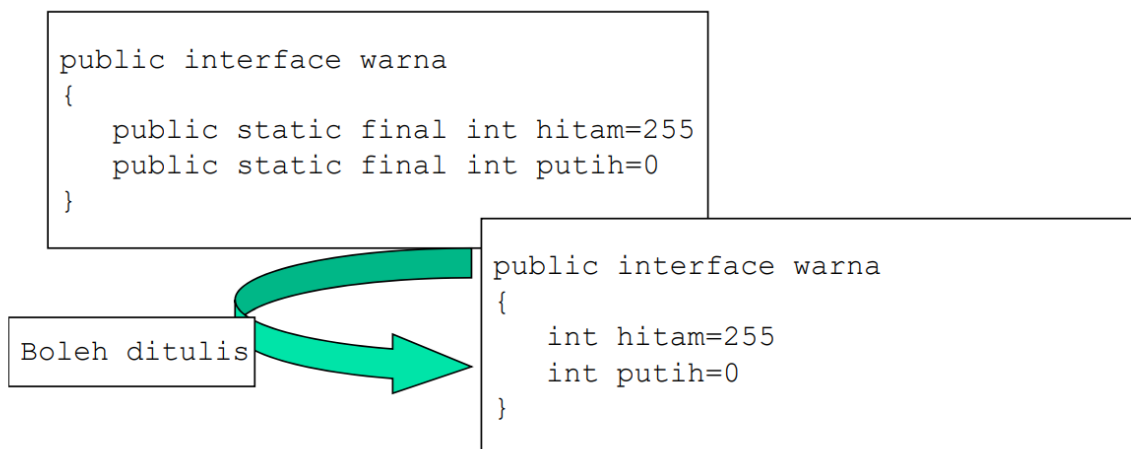 public interface warna
{
public static final int hitam=255
public static final int putih=0
}
Boleh ditulis
public interface warna
{
int hitam=255
int putih=0
}